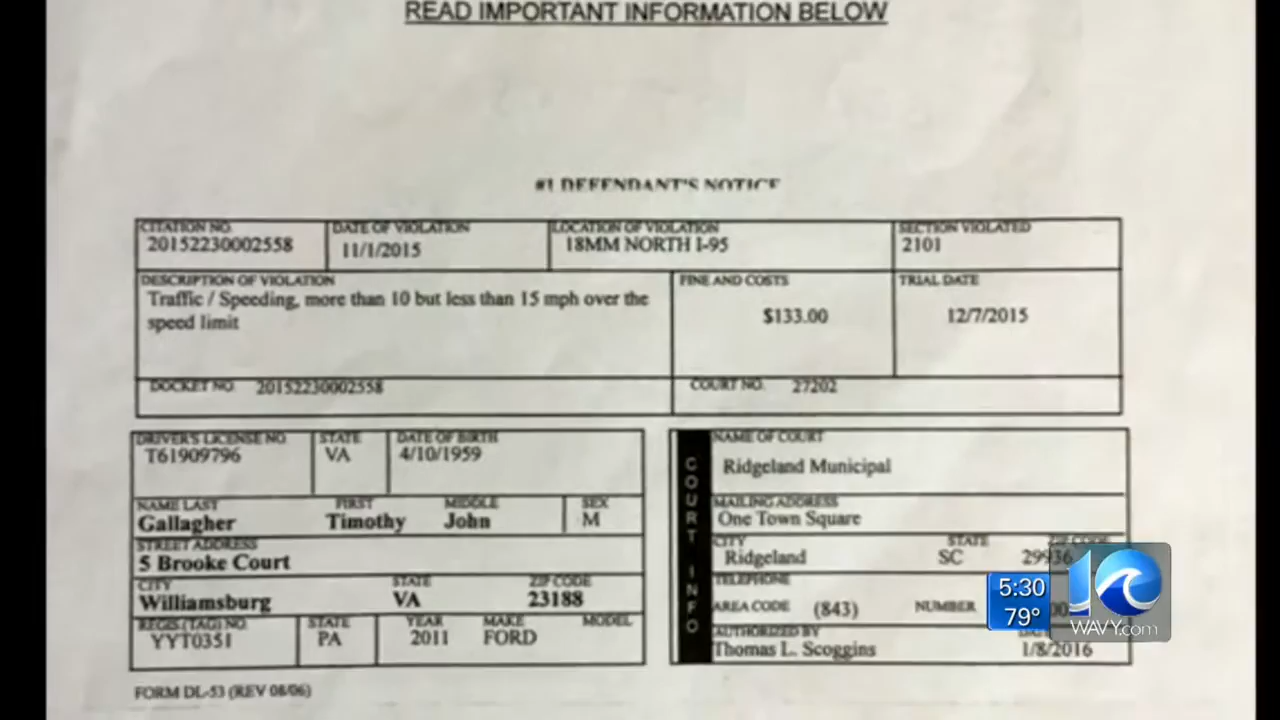 READ IMPORTANT INFORMATION BELOW
#1 DEFENDANT'S NOTICE
CITATION NO. DATE OF VIOLATION LOCATION OF VIOLATION SECTION VIOLATED
20152230002558 11/1/2015 18MM NORTH I-95 2101
DESCRIPTION OF VIOLATION FINE AND COSTS TRIAL DATE
Traffic / Speeding, more than 10 but less than 15 mph over the
speed limit
$133.00 12/7/2015
DOCKET NO. 20152230002558 COURT NO. 27202
DRIVER'S LICENSE NO. STATE DATE OF BIRTH
T61909796 VA 4/10/1959
NAME LAST FIRST MIDDLE SEX
Gallagher Timothy John M
STREET ADDRESS
5 Brooke Court
CITY STATE ZIP CODE
Williamsburg VA 23188
REGIS.(TAG) NO. STATE YEAR MAKE MODEL
YYT0351 PA 2011 FORD
COURT INFO
NAME OF COURT
Ridgeland Municipal
MAILING ADDRESS
One Town Square
CITY STATE ZIP CODE
Ridgeland SC 29936
TELEPHONE
AREA CODE (843) NUMBER
AUTHORIZED BY
Thomas L. Scoggins 1/8/2016
FORM DL-53 (REV 08/06)
5:30
79°
10
WAVY.com